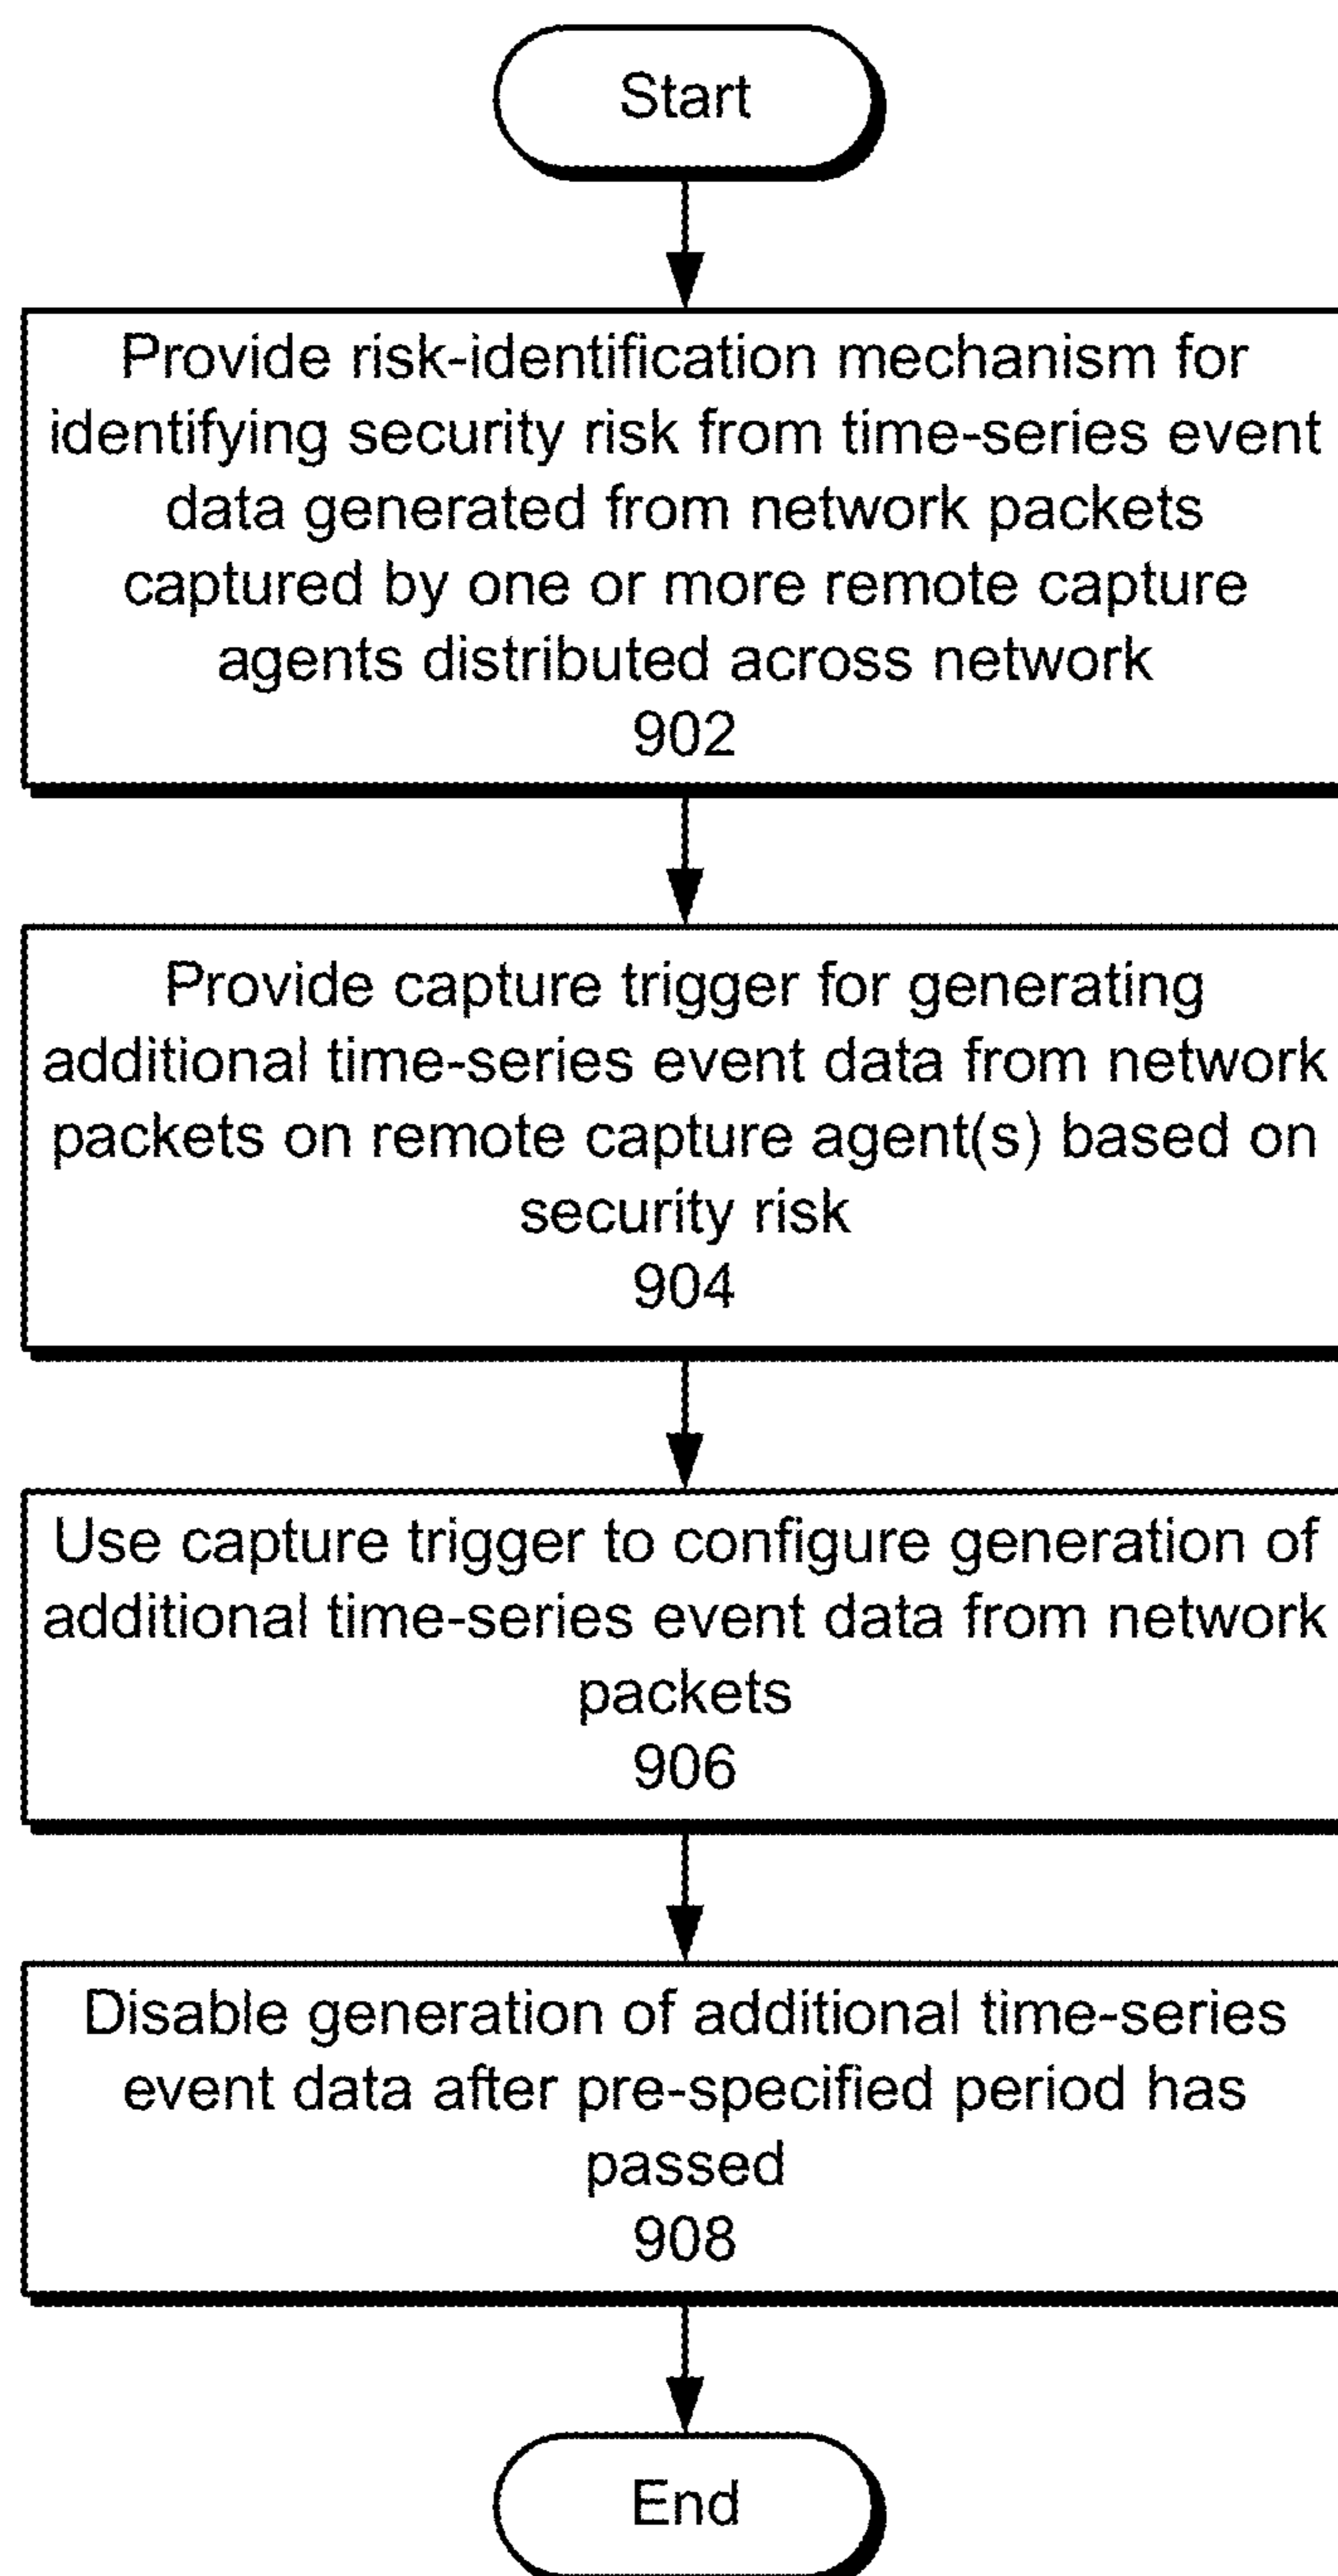 Start
Provide risk-identification mechanism for
identifying security risk from time-series event
data generated from network packets
captured by one or more remote capture
agents distributed across network
902
Provide capture trigger for generating
additional time-series event data from network
packets on remote capture agent(s) based on
security risk
904
Use capture trigger to configure generation of
additional time-series event data from network
packets
906
Disable generation of additional time-series
event data after pre-specified period has
passed
908
End